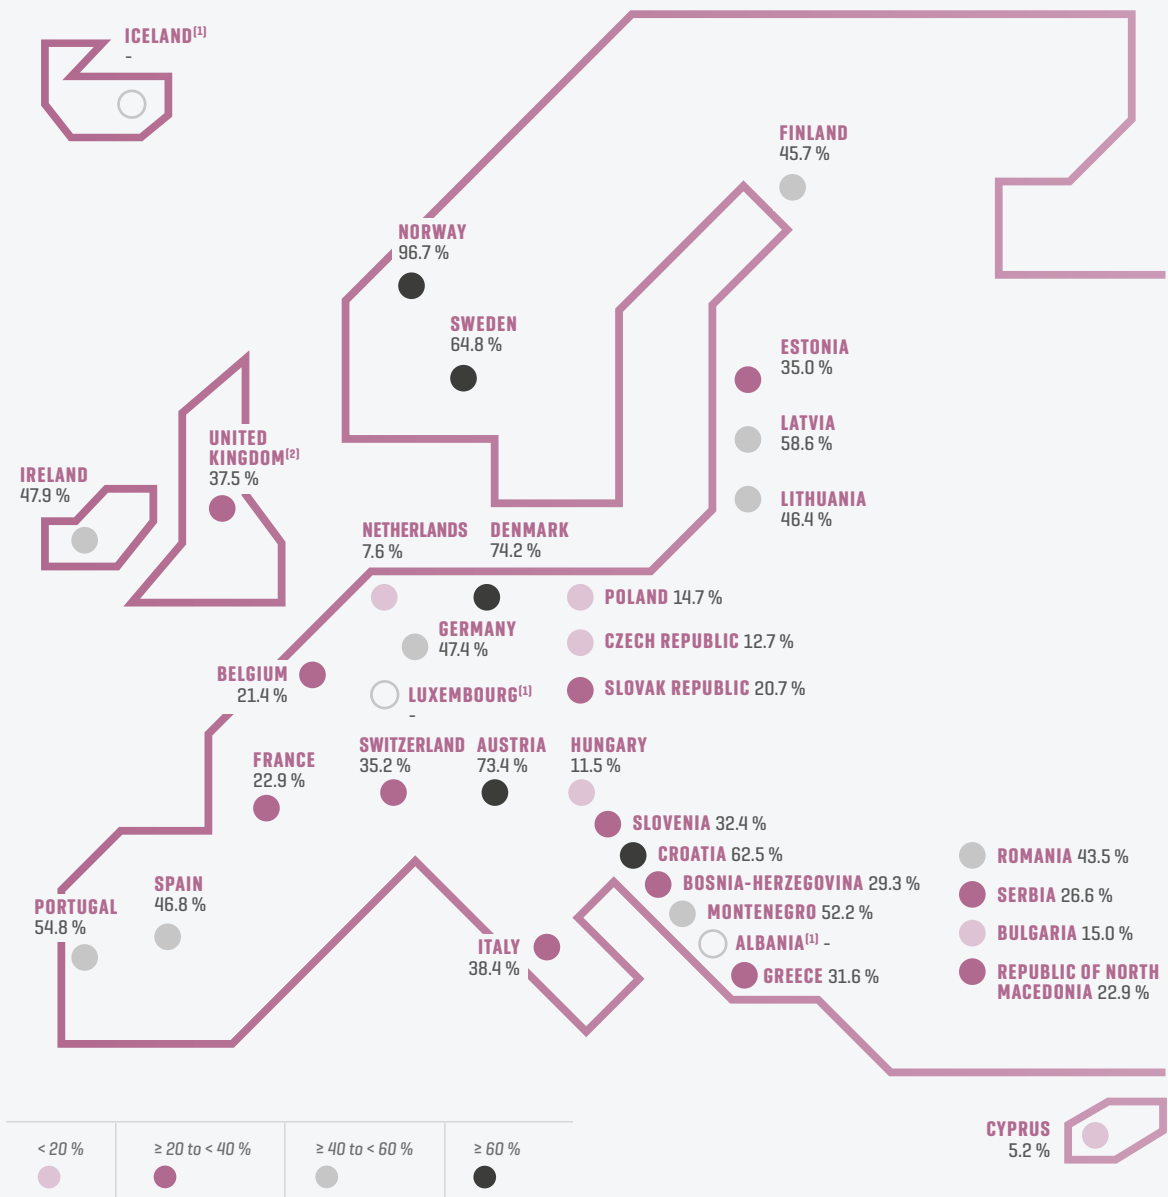 ICELAND(1)
-
FINLAND
45.7 %
NORWAY
96.7 %
SWEDEN
64.8 %
ESTONIA
35.0 %
LATVIA
58.6 %
UNITED
KINGDOM(2)
37.5 %
IRELAND
47.9 %
LITHUANIA
46.4 %
NETHERLANDS
7.6 %
DENMARK
74.2 %
POLAND 14.7 %
GERMANY
47.4 %
CZECH REPUBLIC 12.7 %
BELGIUM
21.4 %
LUXEMBOURG(1)
-
SLOVAK REPUBLIC 20.7 %
FRANCE
22.9 %
SWITZERLAND
35.2 %
AUSTRIA
73.4 %
HUNGARY
11.5 %
SLOVENIA 32.4 %
CROATIA 62.5 %
BOSNIA-HERZEGOVINA 29.3 %
MONTENEGRO 52.2 %
ALBANIA(1) -
GREECE 31.6 %
ROMANIA 43.5 %
SERBIA 26.6 %
BULGARIA 15.0 %
REPUBLIC OF NORTH
MACEDONIA 22.9 %
SPAIN
46.8 %
PORTUGAL
54.8 %
ITALY
38.4 %
CYPRUS
5.2 %
< 20 %
≥ 20 to < 40 %
≥ 40 to < 60 %
≥ 60 %